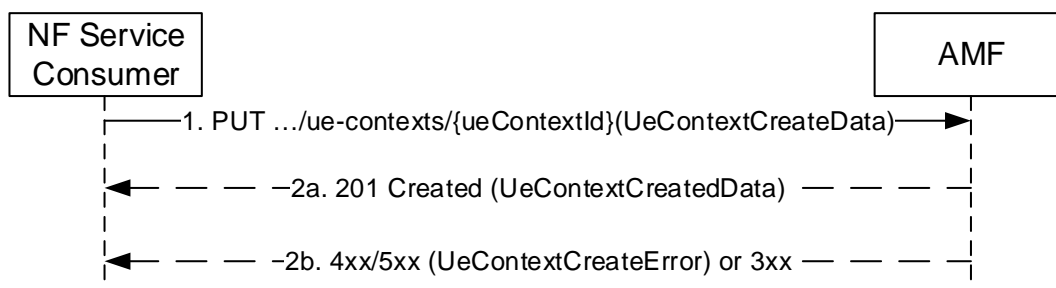 NF Service
Consumer
AMF
1. PUT …/ue-contexts/{ueContextId}(UeContextCreateData)
2a. 201 Created (UeContextCreatedData)
2b. 4xx/5xx (UeContextCreateError) or 3xx